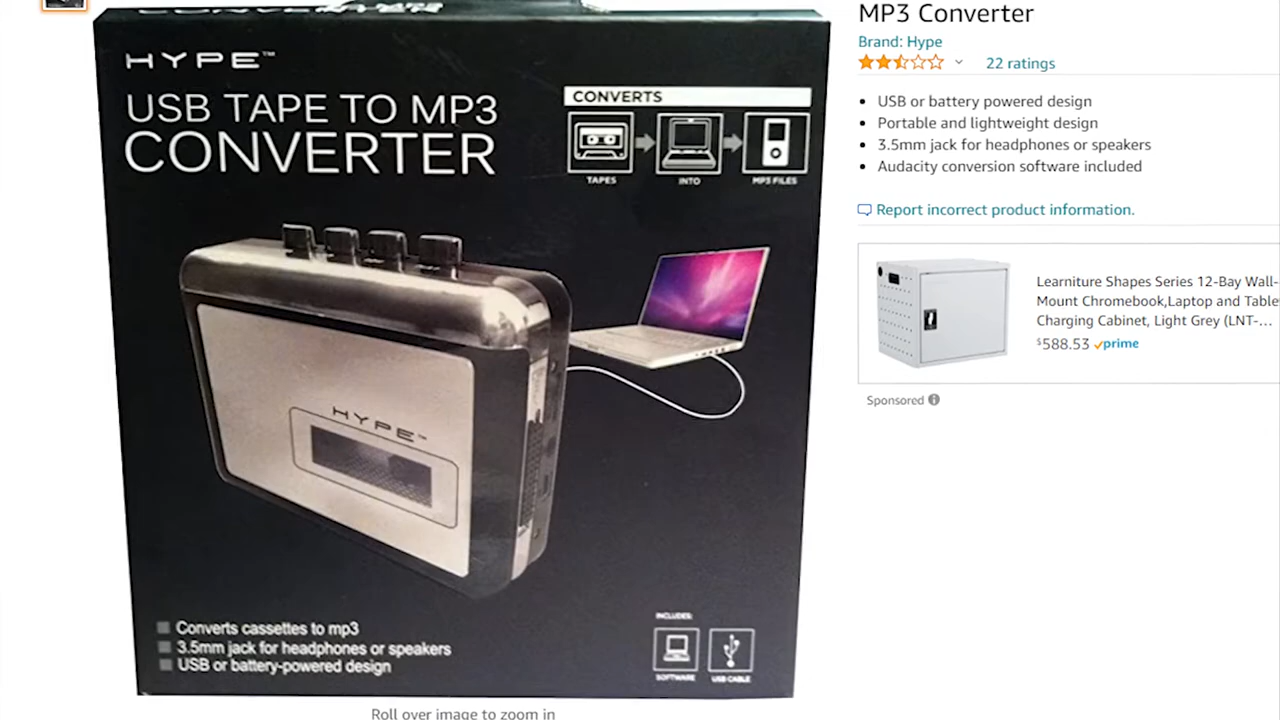 CONVERTER
HYPE™
USB TAPE TO MP3
CONVERTER
CONVERTS
TAPES
INTO
MP3 FILES
HYPE™
Converts cassettes to mp3
3.5mm jack for headphones or speakers
USB or battery-powered design
INCLUDES:
SOFTWARE
USB CABLE
Roll over image to zoom in
MP3 Converter
Brand: Hype
22 ratings
USB or battery powered design
Portable and lightweight design
3.5mm jack for headphones or speakers
Audacity conversion software included
Report incorrect product information.
Learniture Shapes Series 12-Bay Wall-
Mount Chromebook,Laptop and Table
Charging Cabinet, Light Grey (LNT-...
$588.53 prime
Sponsored